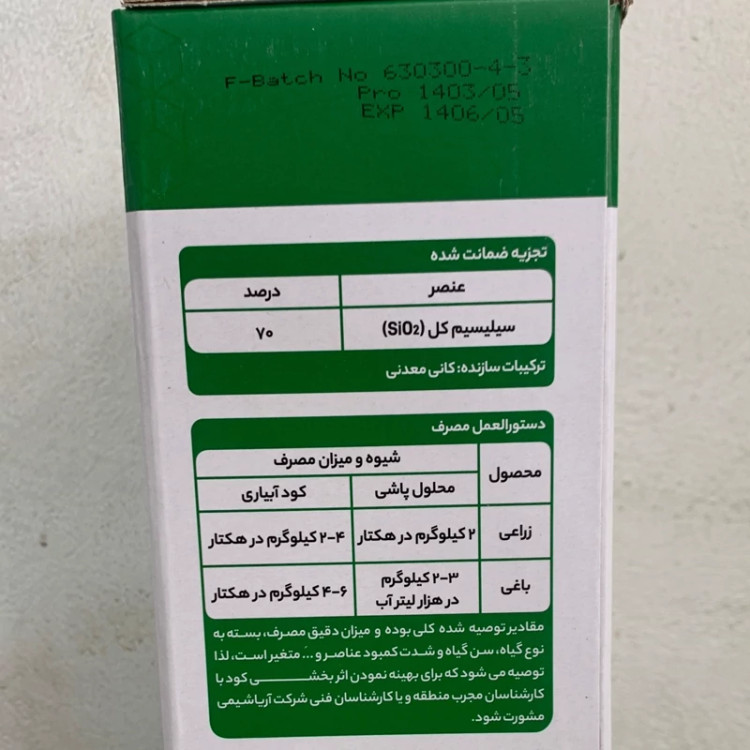 F-Batch No 630300-4-3
Pro 1403/05
EXP 1406/05
تجزیه ضمانت شده
عنصر درصد
سیلیسیم کل (SiO2) ۷۰
ترکیبات سازنده: کانی معدنی
دستورالعمل مصرف
محصول شیوه و میزان مصرف
محلول پاشی کود آبیاری
زراعی ۲ کیلوگرم در هکتار ۲-۴ کیلوگرم در هکتار
باغی ۲-۳ کیلوگرم در هزار لیتر آب ۴-۶ کیلوگرم در هکتار
مقادیر توصیه شده کلی بوده و میزان دقیق مصرف، بسته به
نوع گیاه، سن گیاه و شدت کمبود عناصر و ... متغیر است، لذا
توصیه می شود که برای بهینه نمودن اثر بخشی کود با
کارشناسان مجرب منطقه و یا کارشناسان فنی شرکت آریاشیمی
مشورت شود.